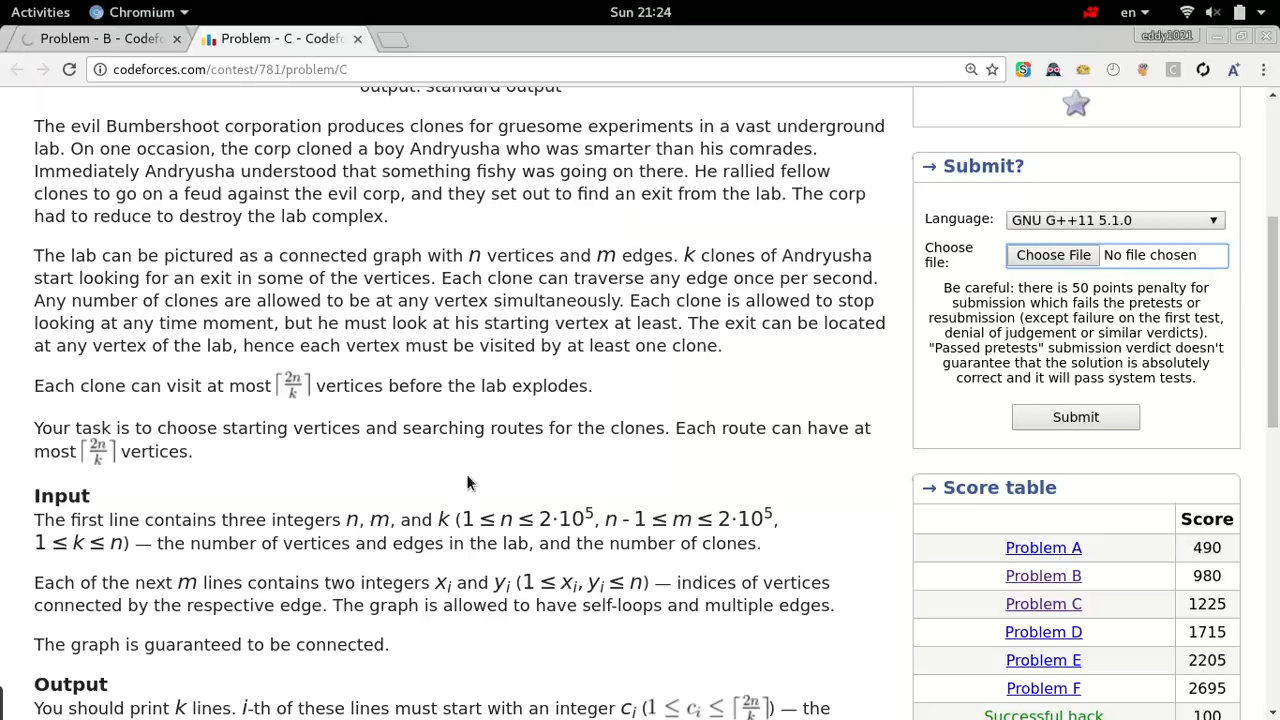 Activities Chromium Sun 21:24 en
Problem - B - Codefo Problem - C - Codefo eddy1021
codeforces.com/contest/781/problem/C
output: standard output
The evil Bumbershoot corporation produces clones for gruesome experiments in a vast underground
lab. On one occasion, the corp cloned a boy Andryusha who was smarter than his comrades.
Immediately Andryusha understood that something fishy was going on there. He rallied fellow
clones to go on a feud against the evil corp, and they set out to find an exit from the lab. The corp
had to reduce to destroy the lab complex.
The lab can be pictured as a connected graph with n vertices and m edges. k clones of Andryusha
start looking for an exit in some of the vertices. Each clone can traverse any edge once per second.
Any number of clones are allowed to be at any vertex simultaneously. Each clone is allowed to stop
looking at any time moment, but he must look at his starting vertex at least. The exit can be located
at any vertex of the lab, hence each vertex must be visited by at least one clone.
Each clone can visit at most ⌈2n/k⌉ vertices before the lab explodes.
Your task is to choose starting vertices and searching routes for the clones. Each route can have at
most ⌈2n/k⌉ vertices.
Input
The first line contains three integers n, m, and k (1 ≤ n ≤ 2·10⁵, n - 1 ≤ m ≤ 2·10⁵,
1 ≤ k ≤ n) — the number of vertices and edges in the lab, and the number of clones.
Each of the next m lines contains two integers xᵢ and yᵢ (1 ≤ xᵢ, yᵢ ≤ n) — indices of vertices
connected by the respective edge. The graph is allowed to have self-loops and multiple edges.
The graph is guaranteed to be connected.
Output
You should print k lines. i-th of these lines must start with an integer cᵢ (1 ≤ cᵢ ≤ ⌈2n/k⌉) — the
→ Submit?
Language: GNU G++11 5.1.0
Choose
file: Choose File No file chosen
Be careful: there is 50 points penalty for
submission which fails the pretests or
resubmission (except failure on the first test,
denial of judgement or similar verdicts).
"Passed pretests" submission verdict doesn't
guarantee that the solution is absolutely
correct and it will pass system tests.
Submit
→ Score table
Score
Problem A 490
Problem B 980
Problem C 1225
Problem D 1715
Problem E 2205
Problem F 2695
Successful hack 100